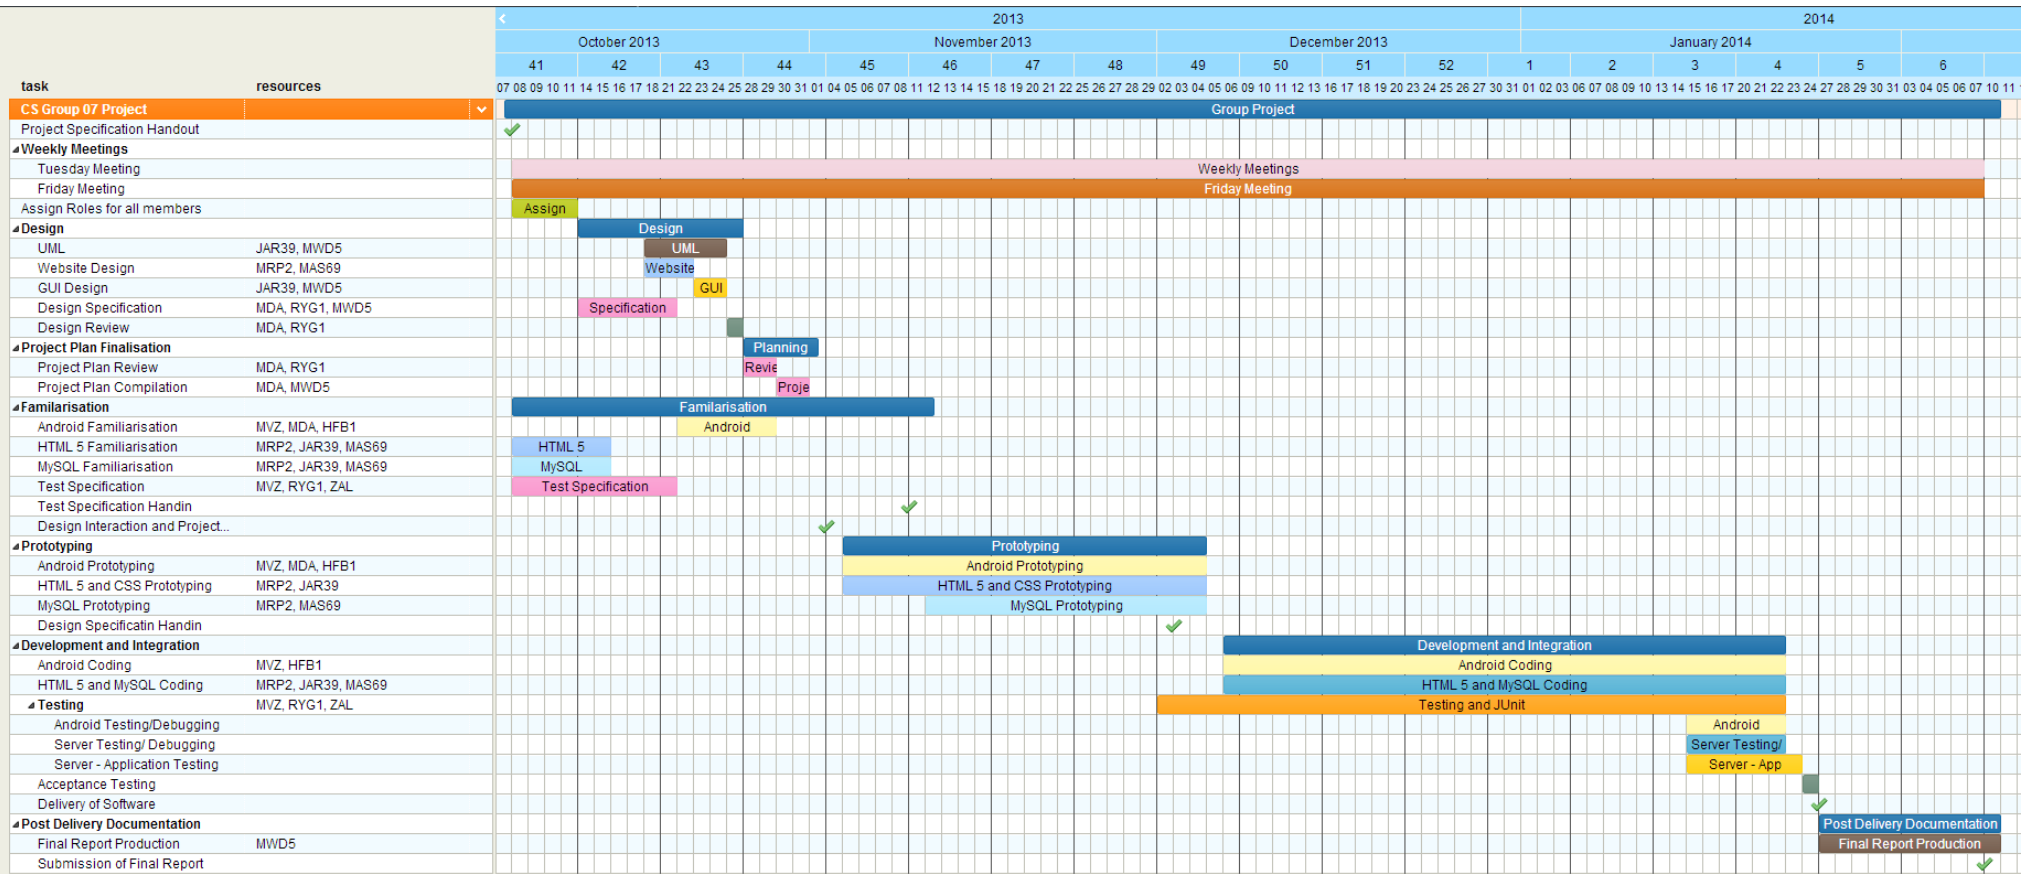 2013 2014
October 2013 November 2013 December 2013 January 2014
41 42 43 44 45 46 47 48 49 50 51 52 1 2 3 4 5 6
task resources 07 08 09 10 11 14 15 16 17 18 21 22 23 24 25 28 29 30 31 01 04 05 06 07 08 11 12 13 14 15 18 19 20 21 22 25 26 27 28 29 02 03 04 05 06 09 10 11 12 13 16 17 18 19 20 23 24 25 26 27 30 31 01 02 03 06 07 08 09 10 13 14 15 16 17 20 21 22 23 24 27 28 29 30 31 03 04 05 06 07 10 11
CS Group 07 Project Group Project
Project Specification Handout
Weekly Meetings
Tuesday Meeting Weekly Meetings
Friday Meeting Friday Meeting
Assign Roles for all members Assign
Design Design
UML JAR39, MWD5 UML
Website Design MRP2, MAS69 Website
GUI Design JAR39, MWD5 GUI
Design Specification MDA, RYG1, MWD5 Specification
Design Review MDA, RYG1
Project Plan Finalisation Planning
Project Plan Review MDA, RYG1 Revie
Project Plan Compilation MDA, MWD5 Proje
Familarisation Familarisation
Android Familiarisation MVZ, MDA, HFB1 Android
HTML 5 Familiarisation MRP2, JAR39, MAS69 HTML 5
MySQL Familiarisation MRP2, JAR39, MAS69 MySQL
Test Specification MVZ, RYG1, ZAL Test Specification
Test Specification Handin
Design Interaction and Project...
Prototyping Prototyping
Android Prototyping MVZ, MDA, HFB1 Android Prototyping
HTML 5 and CSS Prototyping MRP2, JAR39 HTML 5 and CSS Prototyping
MySQL Prototyping MRP2, MAS69 MySQL Prototyping
Design Specificatin Handin
Development and Integration Development and Integration
Android Coding MVZ, HFB1 Android Coding
HTML 5 and MySQL Coding MRP2, JAR39, MAS69 HTML 5 and MySQL Coding
Testing MVZ, RYG1, ZAL Testing and JUnit
Android Testing/Debugging Android
Server Testing/ Debugging Server Testing/
Server - Application Testing Server - App
Acceptance Testing
Delivery of Software
Post Delivery Documentation Post Delivery Documentation
Final Report Production MWD5 Final Report Production
Submission of Final Report